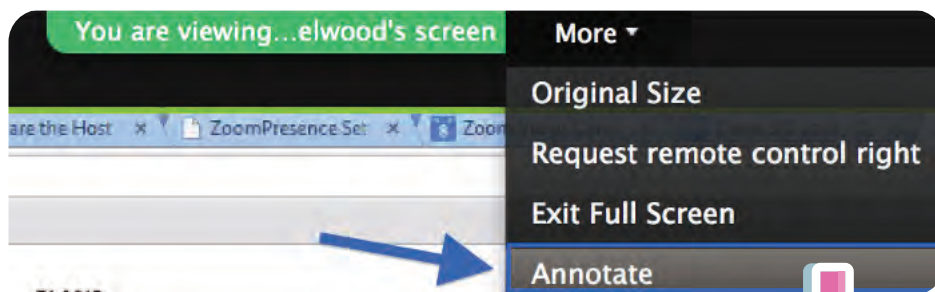 You are viewing...elwood's screen More
Original Size
are the Host ZoomPresence Set Zoom
Request remote control right
Exit Full Screen
Annotate